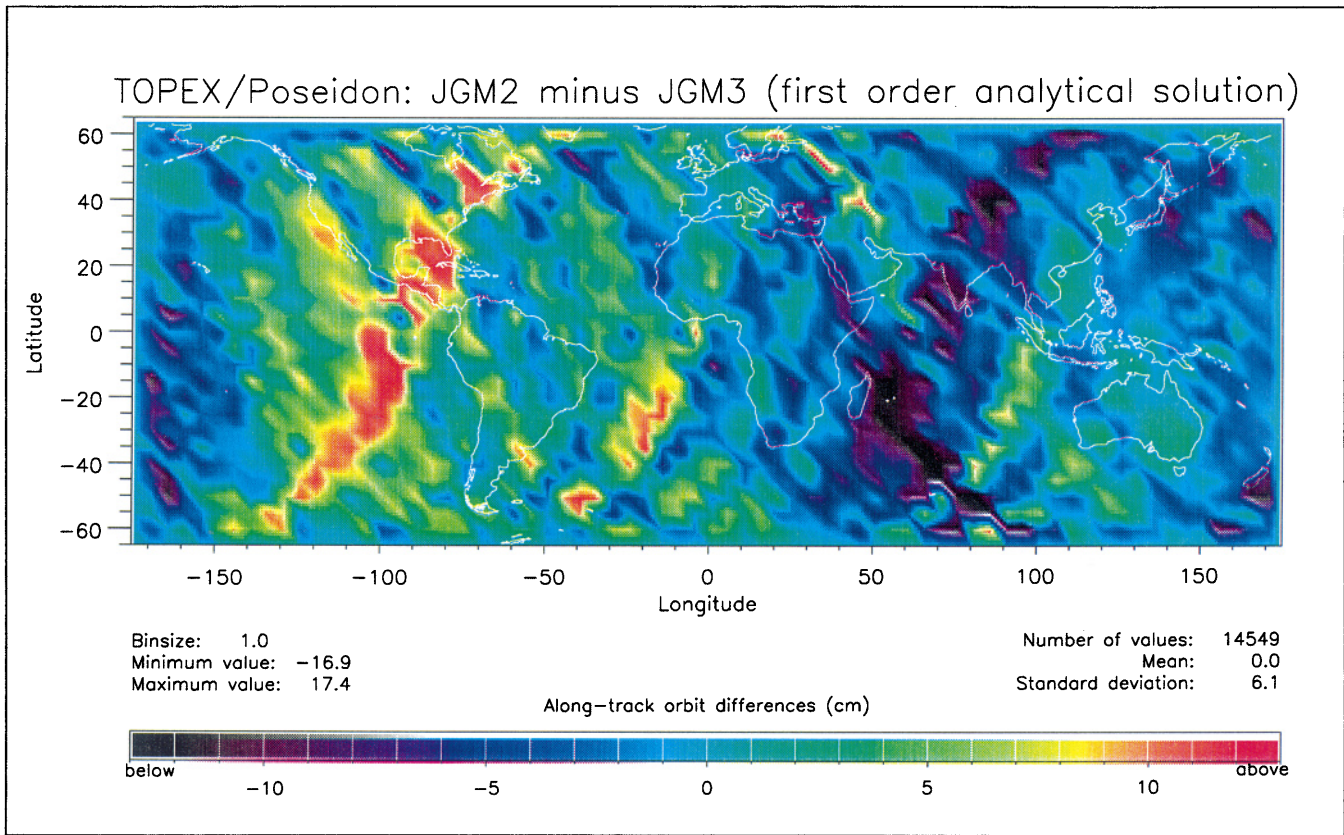 TOPEX/Poseidon: JGM2 minus JGM3 (first order analytical solution)
60
40
20
0
−20
−40
−60
Latitude
−150
−100
−50
0
50
100
150
Longitude
Binsize: 1.0
Minimum value: −16.9
Maximum value: 17.4
Number of values: 14549
Mean: 0.0
Standard deviation: 6.1
Along−track orbit differences (cm)
below
above
−10
−5
0
5
10